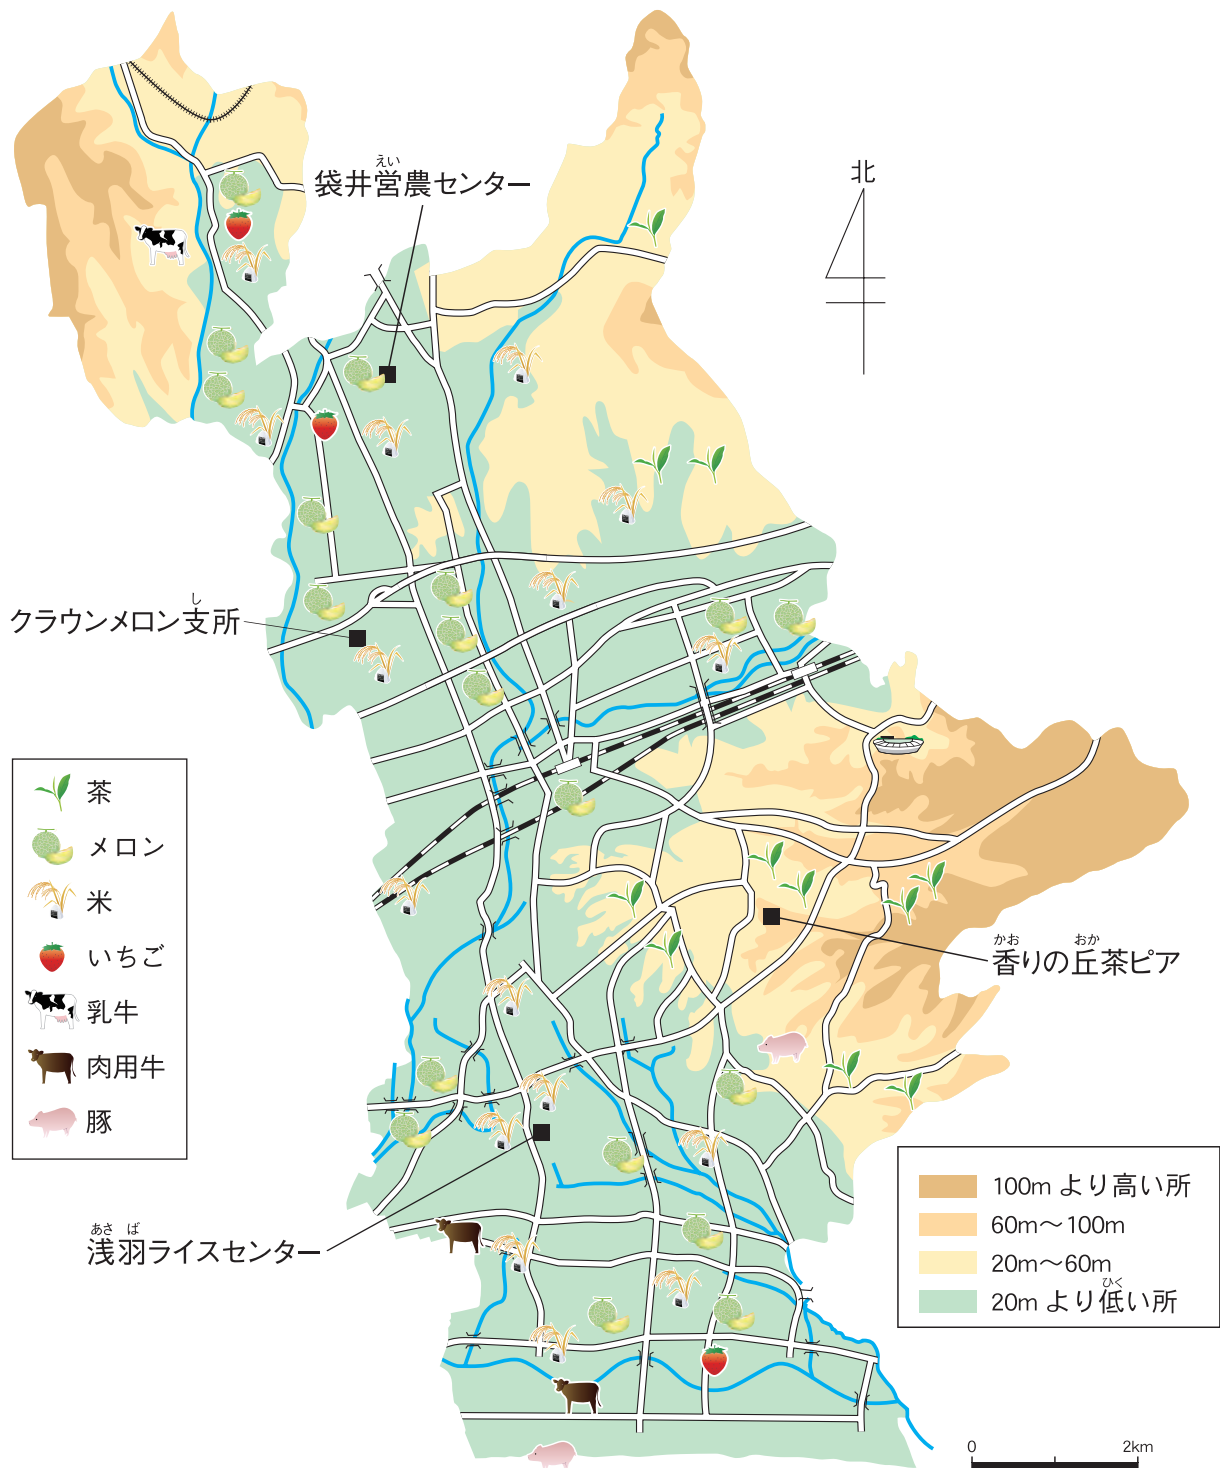 北
袋井営農センター
えい
クラウンメロン支所
し
茶
メロン
米
いちご
乳牛
肉用牛
豚
香りの丘茶ピア
かお
おか
浅羽ライスセンター
あさ
ば
100mより高い所
60m～100m
20m～60m
20mより低い所
ひく
0
2km